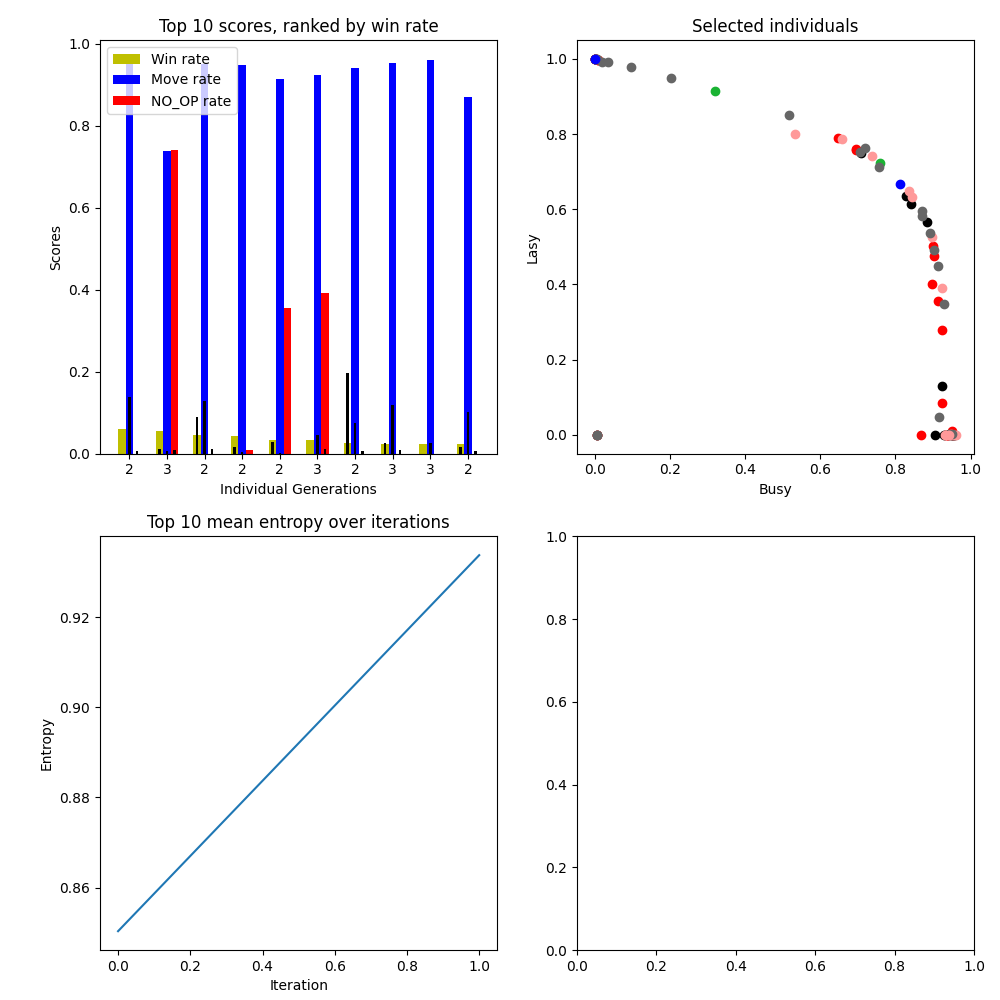 Top 10 scores, ranked by win rate
Win rate
Move rate
NO_OP rate
1.0
0.8
0.6
0.4
0.2
0.0
Scores
2 3 2 2 2 3 2 3 3 2
Individual Generations
Selected individuals
1.0
0.8
0.6
0.4
0.2
0.0
Lasy
0.0 0.2 0.4 0.6 0.8 1.0
Busy
Top 10 mean entropy over iterations
0.92
0.90
0.88
0.86
Entropy
0.0 0.2 0.4 0.6 0.8 1.0
Iteration
1.0
0.8
0.6
0.4
0.2
0.0
0.0 0.2 0.4 0.6 0.8 1.0